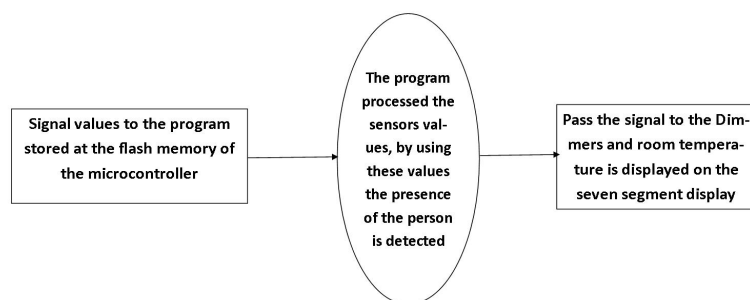 Signal values to the program
stored at the flash memory of
the microcontroller
The program
processed the
sensors val-
ues, by using
these values
the presence
of the person
is detected
Pass the signal to the Dim-
mers and room tempera-
ture is displayed on the
seven segment display